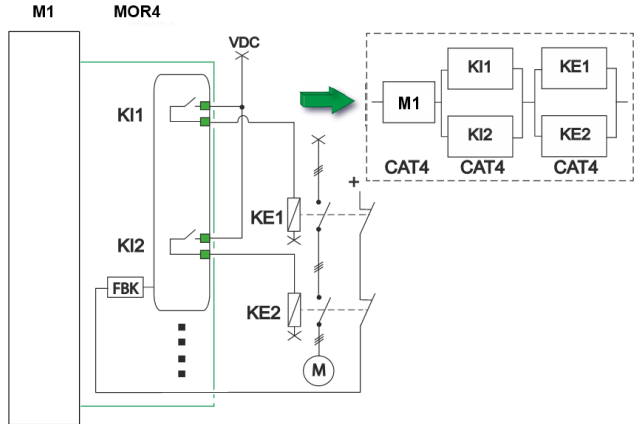 M1 MOR4
VDC
KI1
KI2
FBK
KE1
KE2
+
M
M1
KI1
KI2
KE1
KE2
CAT4 CAT4 CAT4